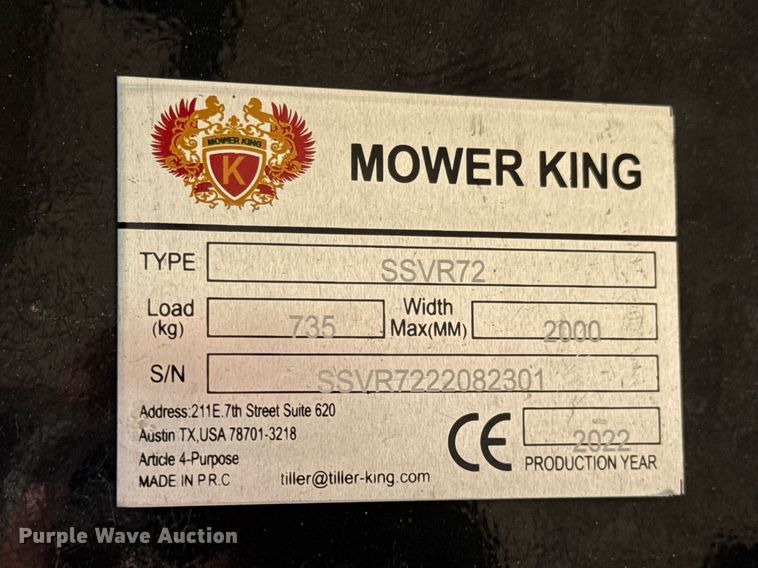 MOWER KING
K
MOWER KING
TYPE SSVR72
Load (kg) 735 Width Max(MM) 2000
S/N SSVR7222082301
Address:211E.7th Street Suite 620
Austin TX,USA 78701-3218
Article 4-Purpose
MADE IN P.R.C tiller@tiller-king.com
CE 2022
PRODUCTION YEAR
Purple Wave Auction